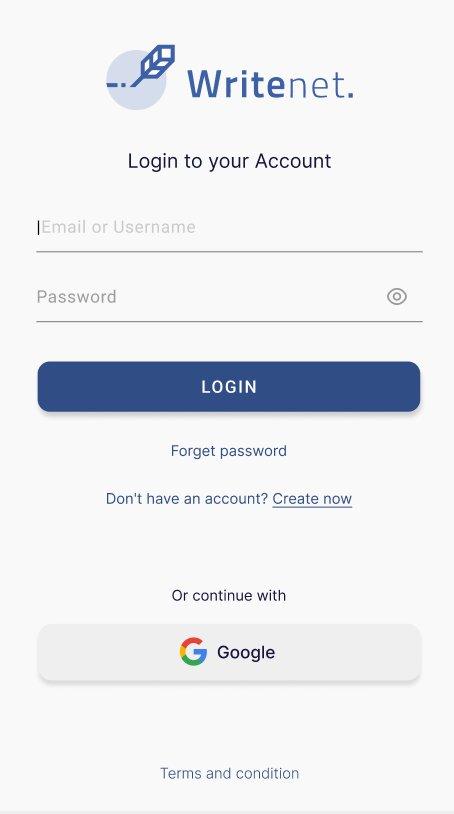 Writenet.
Login to your Account
Email or Username
Password
LOGIN
Forget password
Don't have an account? Create now
Or continue with
Google
Terms and condition